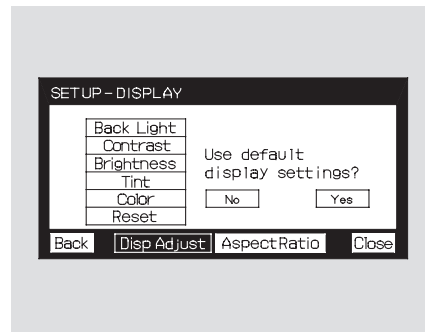 SETUP-DISPLAY
Back Light
Contrast
Brightness
Tint
Color
Reset
Use default
display settings?
No Yes
Back Disp Adjust AspectRatio Close